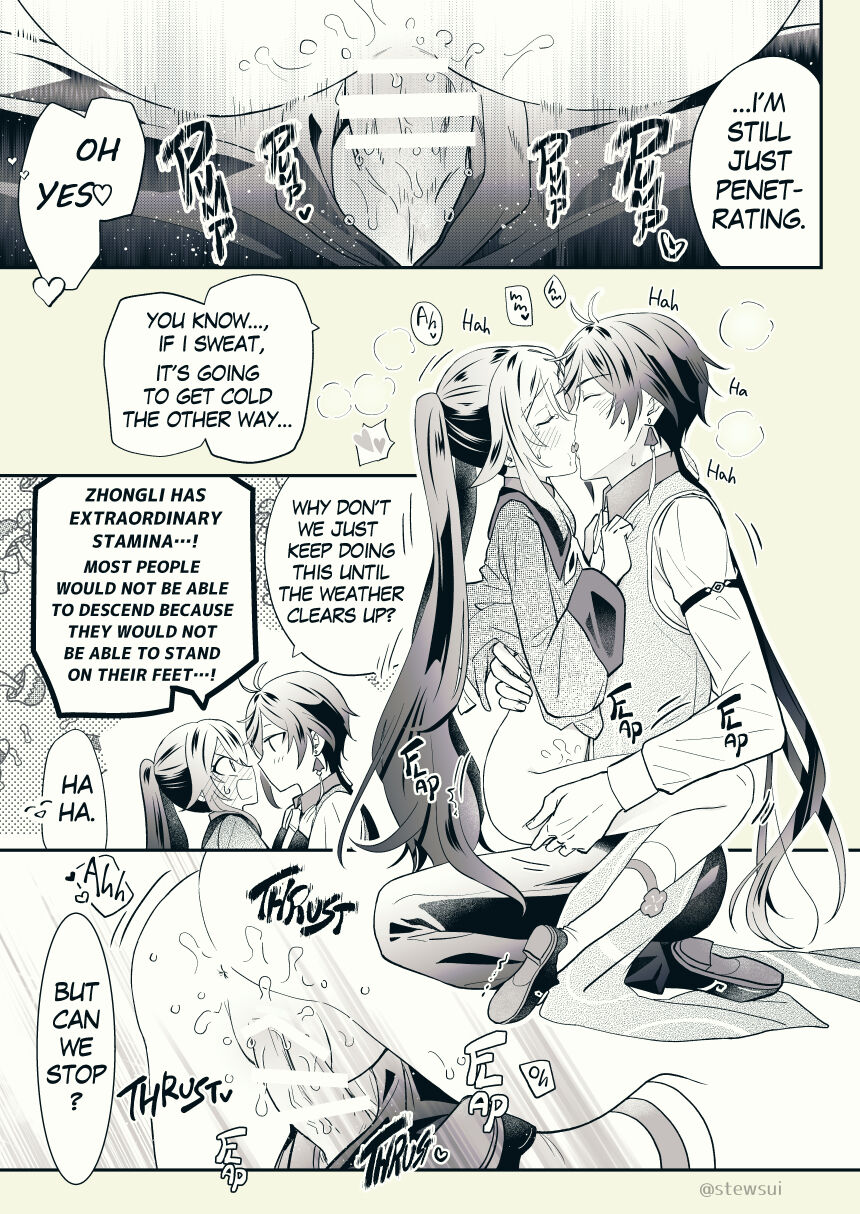 ...I'M
STILL
JUST
PENET-
RATING.
PUMP
PUMP
PUMP
PUMP
OH
YES♡
YOU KNOW...,
IF I SWEAT,
IT'S GOING
TO GET COLD
THE OTHER WAY...
Ah
Hah
mm
hm
Hah
Ha
Hah
WHY DON'T
WE JUST
KEEP DOING
THIS UNTIL
THE WEATHER
CLEARS UP?
ZHONGLI HAS
EXTRAORDINARY
STAMINA...!
MOST PEOPLE
WOULD NOT BE ABLE
TO DESCEND BECAUSE
THEY WOULD NOT
BE ABLE TO STAND
ON THEIR FEET...!
HA
HA.
FLAP
FLAP
FLAP
Ahh
THRUST
BUT
CAN
WE
STOP
?
THRUST
FLAP
Oh
FLAP
THRUS
@stewsui